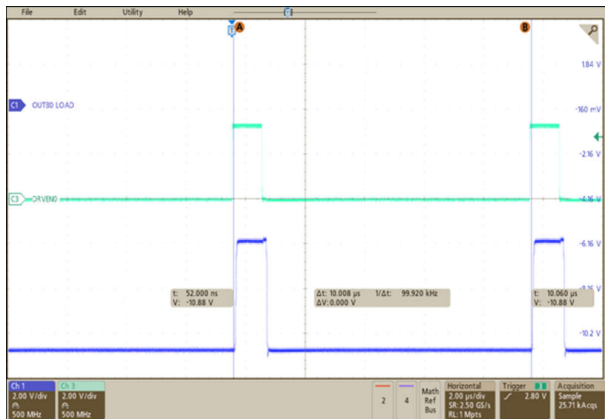 File Edit Utility Help
A B
1.84 V
C1 OUT30 LOAD
-160 mV
-2.16 V
C3 DRVEN0
-4.16 V
-6.16 V
t: 52.000 ns
V: -10.88 V
Δt: 10.008 µs 1/Δt: 99.920 kHz
ΔV: 0.000 V
t: 10.060 µs
V: -10.88 V
-8.16 V
-10.2 V
Ch 1
2.00 V/div
500 MHz
Ch 3
2.00 V/div
500 MHz
2 4
Math
Ref
Bus
Horizontal
2.00 µs/div
SR: 2.50 GS/s
RL: 1 Mpts
Trigger
2.80 V
Acquisition
Sample
25.71 kAcqs